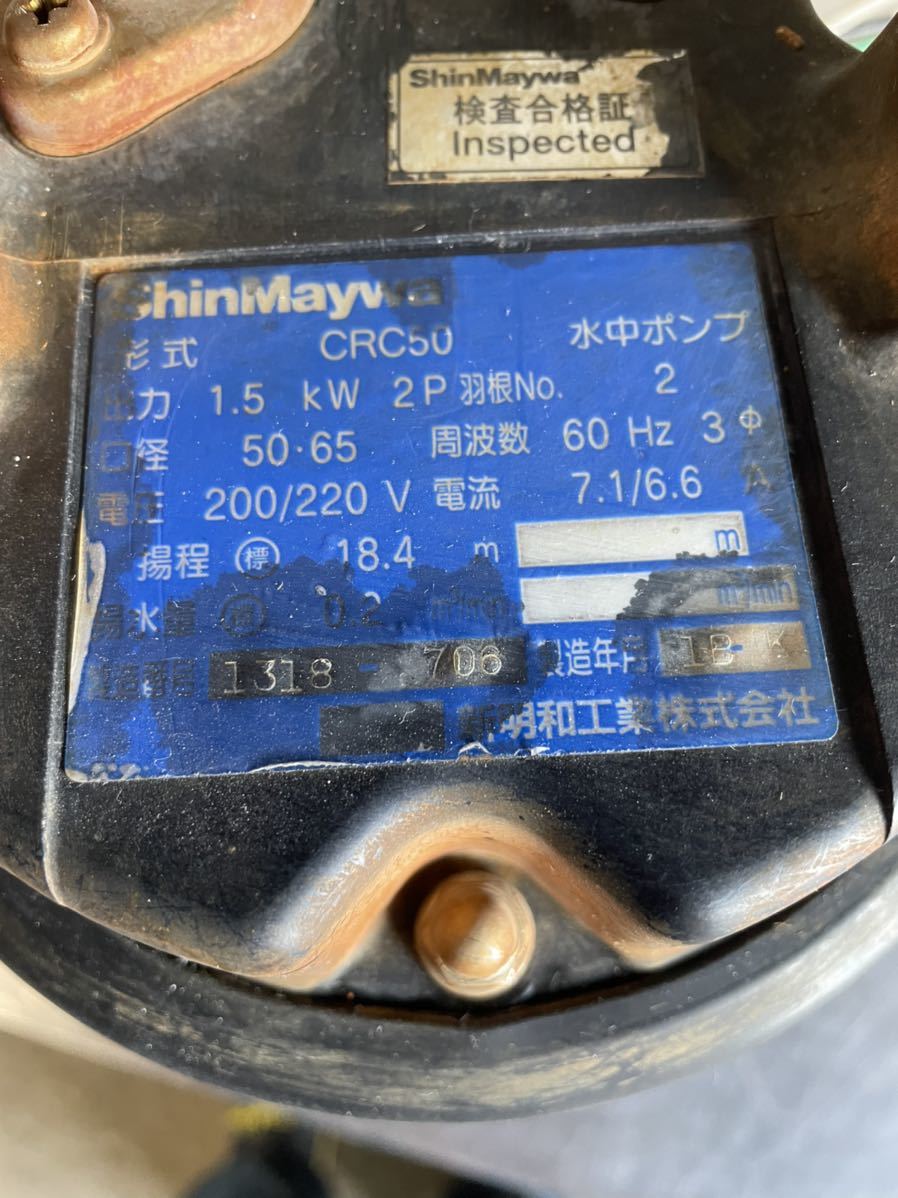 ShinMaywa
検査合格証
Inspected
ShinMaywa
形式 CRC50 水中ポンプ
出力 1.5 kW 2P 羽根No. 2
口径 50·65 周波数 60 Hz 3φ
電圧 200/220 V 電流 7.1/6.6 A
揚程 標 18.4 m m
揚水量 標 0.2 m³/min m³/min
製造番号 1318 - 706 製造年月 1B-K
新明和工業株式会社